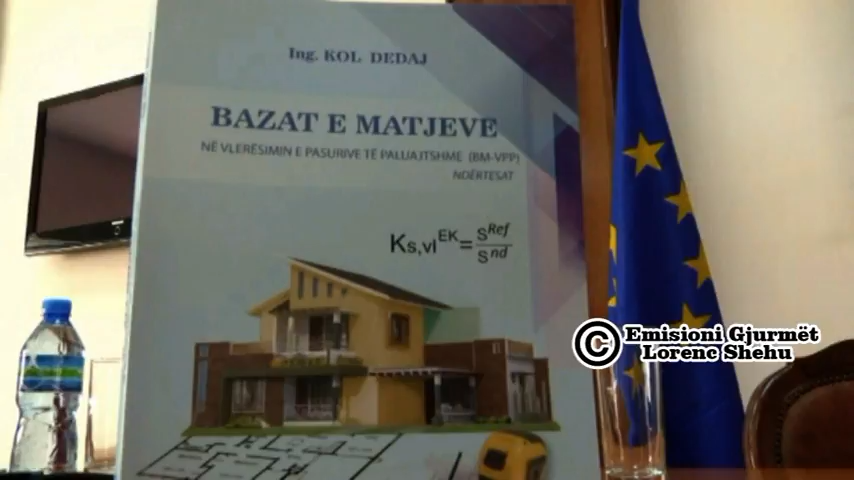 Ing. KOL DEDAJ
BAZAT E MATJEVE
NË VLERËSIMIN E PASURIVE TË PALUAJTSHME (BM-VPP)
NDËRTESAT
Ks,vl EK = S Ref / S nd
© Emisioni Gjurmët
Lorenc Shehu